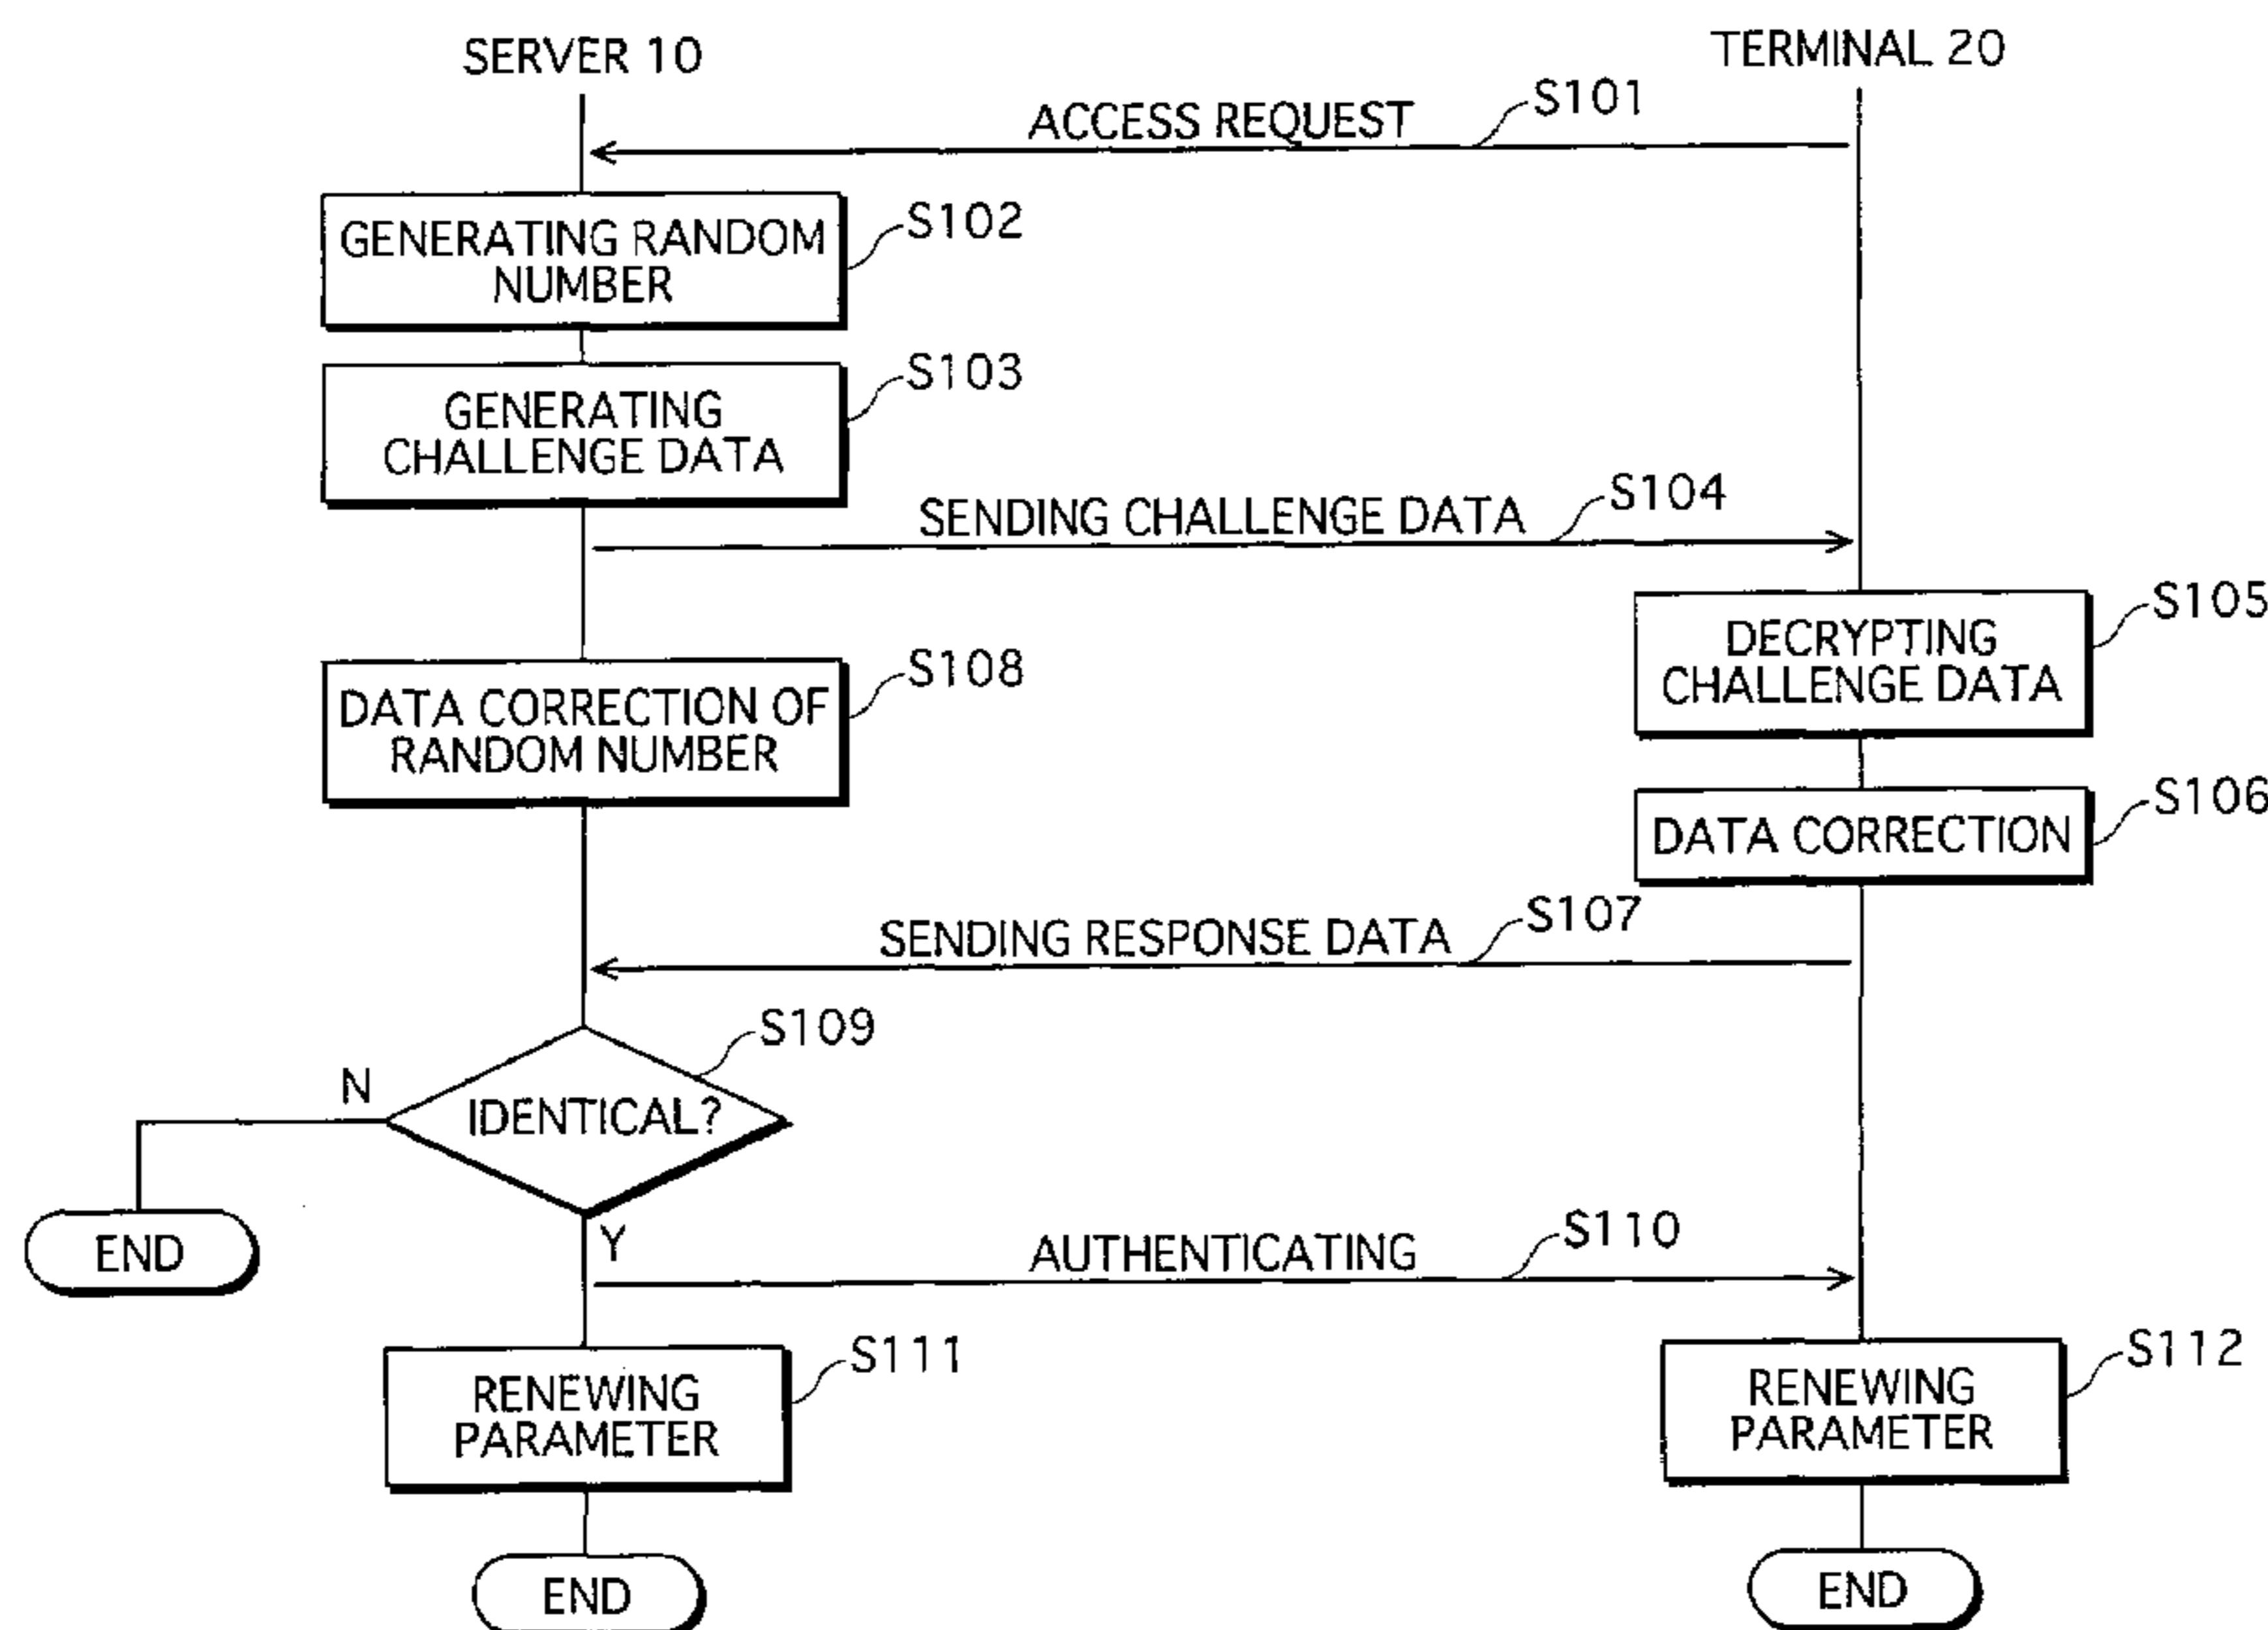 SERVER 10
TERMINAL 20
ACCESS REQUEST
S101
GENERATING RANDOM
NUMBER
S102
GENERATING
CHALLENGE DATA
S103
SENDING CHALLENGE DATA
S104
DECRYPTING
CHALLENGE DATA
S105
DATA CORRECTION OF
RANDOM NUMBER
S108
DATA CORRECTION
S106
SENDING RESPONSE DATA
S107
IDENTICAL?
S109
N
END
Y
AUTHENTICATING
S110
RENEWING
PARAMETER
S111
RENEWING
PARAMETER
S112
END
END